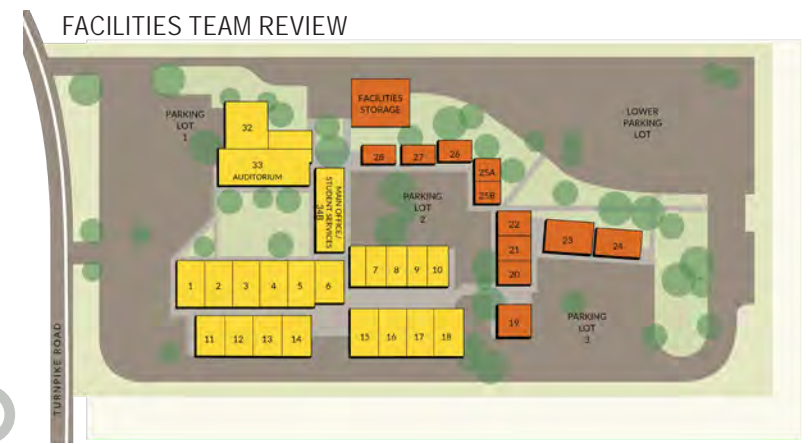 FACILITIES TEAM REVIEW
FACILITIES
STORAGE
PARKING
LOT
1
32
LOWER
PARKING
LOT
33
AUDITORIUM
28
27
26
25A
25B
MAIN OFFICE/
STUDENT SERVICES
34B
PARKING
LOT
2
22
21
20
23
24
1
2
3
4
5
6
7
8
9
10
11
12
13
14
15
16
17
18
19
PARKING
LOT
3
TURNPIKE ROAD